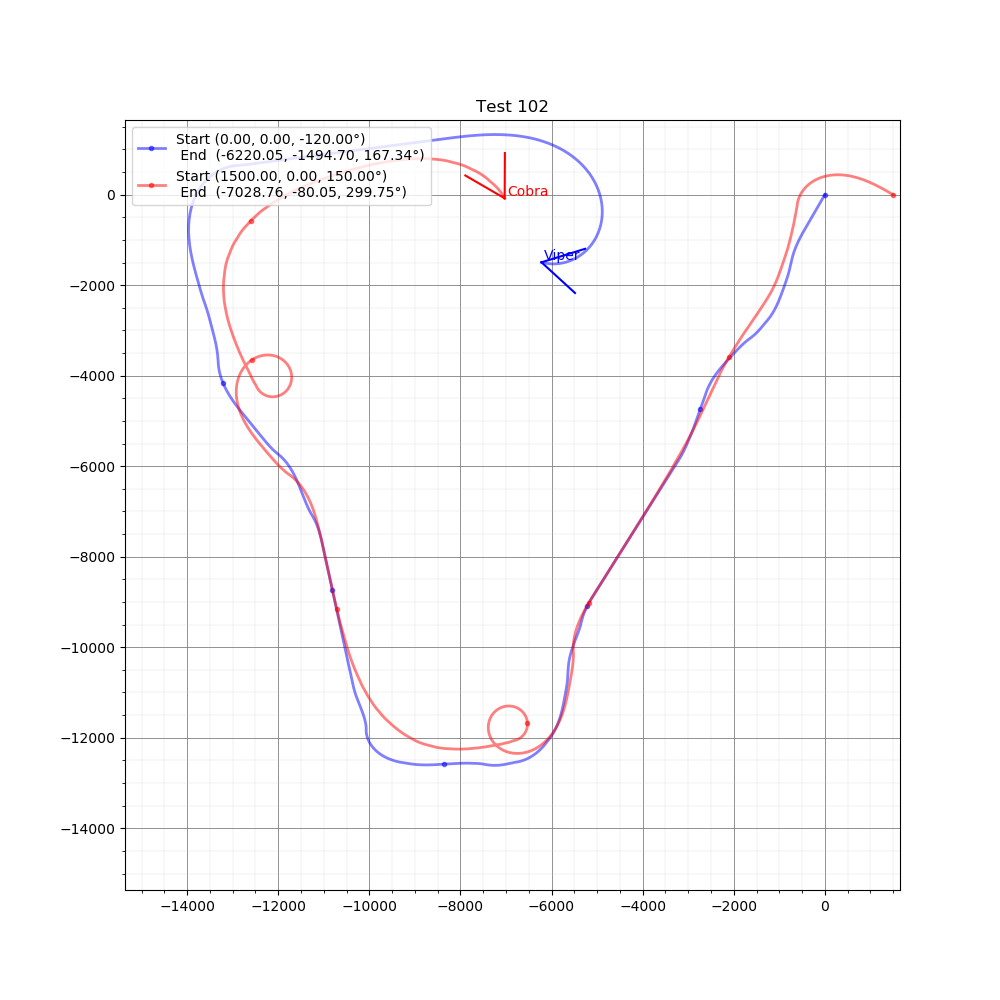 Test 102
Start (0.00, 0.00, -120.00°)
End (-6220.05, -1494.70, 167.34°)
Start (1500.00, 0.00, 150.00°)
End (-7028.76, -80.05, 299.75°)
Cobra
Viper
0
−2000
−4000
−6000
−8000
−10000
−12000
−14000
−14000 −12000 −10000 −8000 −6000 −4000 −2000 0